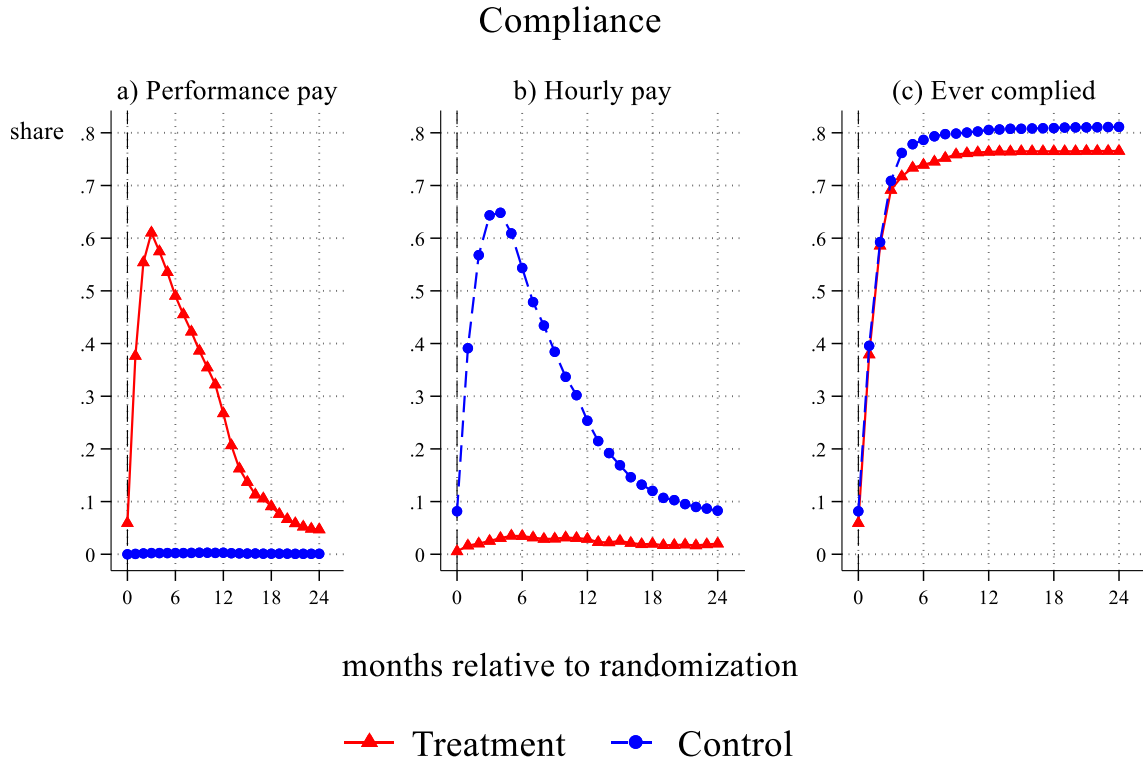 Compliance
a) Performance pay
b) Hourly pay
(c) Ever complied
share
.8
.7
.6
.5
.4
.3
.2
.1
0
0 6 12 18 24
.8
.7
.6
.5
.4
.3
.2
.1
0
0 6 12 18 24
.8
.7
.6
.5
.4
.3
.2
.1
0
0 6 12 18 24
months relative to randomization
Treatment Control